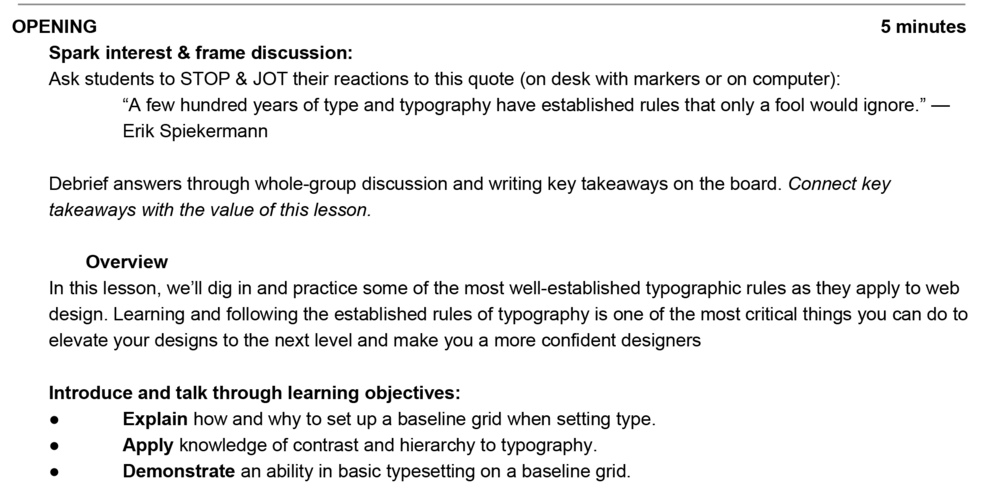 OPENING 5 minutes
Spark interest & frame discussion:
Ask students to STOP & JOT their reactions to this quote (on desk with markers or on computer):
“A few hundred years of type and typography have established rules that only a fool would ignore.” —
Erik Spiekermann
Debrief answers through whole-group discussion and writing key takeaways on the board. Connect key
takeaways with the value of this lesson.
Overview
In this lesson, we’ll dig in and practice some of the most well-established typographic rules as they apply to web
design. Learning and following the established rules of typography is one of the most critical things you can do to
elevate your designs to the next level and make you a more confident designers
Introduce and talk through learning objectives:
● Explain how and why to set up a baseline grid when setting type.
● Apply knowledge of contrast and hierarchy to typography.
● Demonstrate an ability in basic typesetting on a baseline grid.